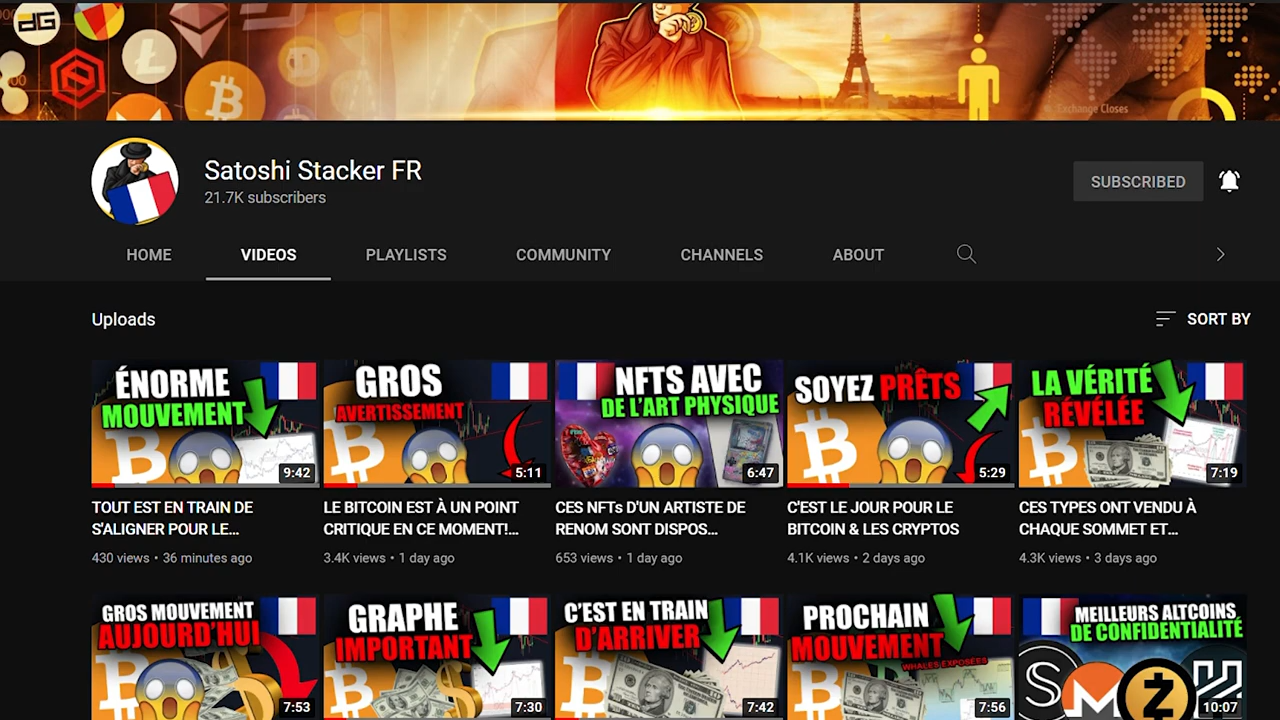 dG
Exchange Closes
Satoshi Stacker FR
21.7K subscribers
SUBSCRIBED
HOME
VIDEOS
PLAYLISTS
COMMUNITY
CHANNELS
ABOUT
Uploads
SORT BY
ÉNORME
MOUVEMENT
9:42
GROS
AVERTISSEMENT
5:11
NFTS AVEC
DE L'ART PHYSIQUE
6:47
SOYEZ PRÊTS
5:29
LA VÉRITÉ
RÉVÉLÉE
7:19
TOUT EST EN TRAIN DE
S'ALIGNER POUR LE...
430 views • 36 minutes ago
LE BITCOIN EST À UN POINT
CRITIQUE EN CE MOMENT!...
3.4K views • 1 day ago
CES NFTs D'UN ARTISTE DE
RENOM SONT DISPOS...
653 views • 1 day ago
C'EST LE JOUR POUR LE
BITCOIN & LES CRYPTOS
4.1K views • 2 days ago
CES TYPES ONT VENDU À
CHAQUE SOMMET ET...
4.3K views • 3 days ago
GROS MOUVEMENT
AUJOURD'HUI
7:53
GRAPHE
IMPORTANT
7:30
C'EST EN TRAIN
D'ARRIVER
7:42
PROCHAIN
MOUVEMENT
WHALES EXPOSÉES
7:56
MEILLEURS ALTCOINS
DE CONFIDENTIALITÉ
10:07